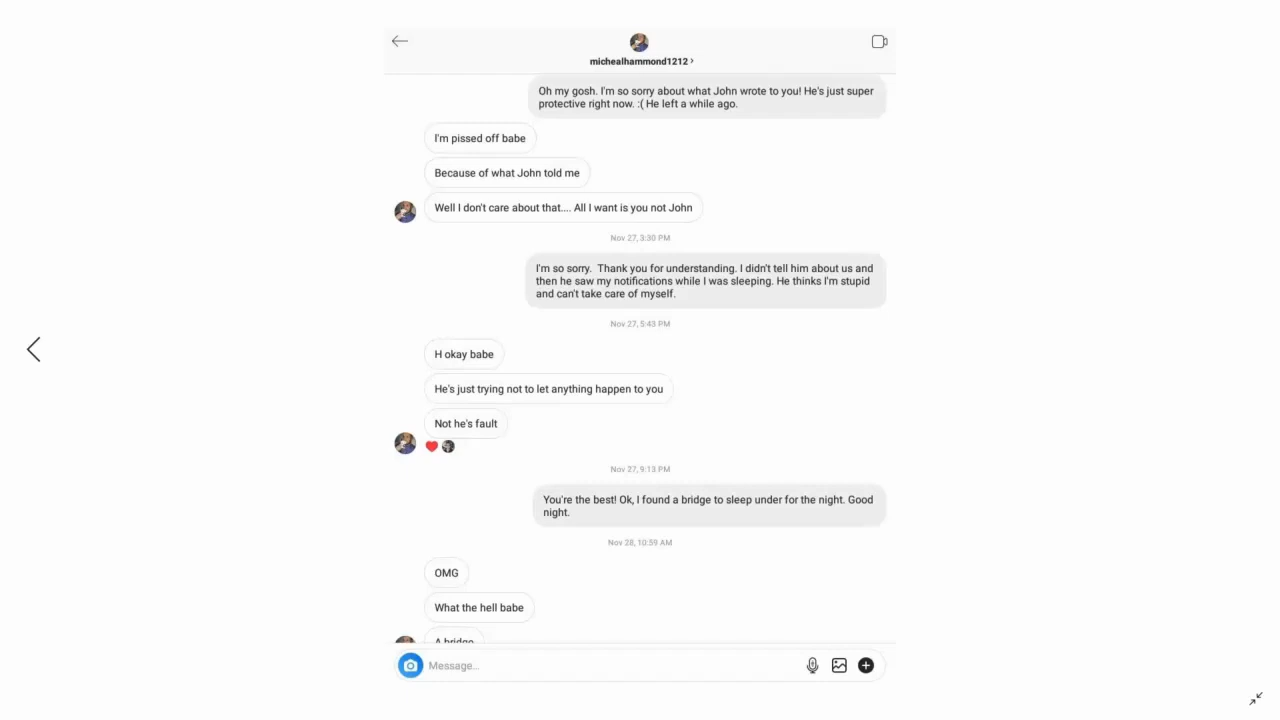 michealhammond1212
Oh my gosh. I'm so sorry about what John wrote to you! He's just super
protective right now. :( He left a while ago.
I'm pissed off babe
Because of what John told me
Well I don't care about that.... All I want is you not John
Nov 27, 3:30 PM
I'm so sorry.  Thank you for understanding. I didn't tell him about us and
then he saw my notifications while I was sleeping. He thinks I'm stupid
and can't take care of myself.
Nov 27, 5:43 PM
H okay babe
He's just trying not to let anything happen to you
Not he's fault
Nov 27, 9:13 PM
You're the best! Ok, I found a bridge to sleep under for the night. Good
night.
Nov 28, 10:59 AM
OMG
What the hell babe
A bridge
Message...